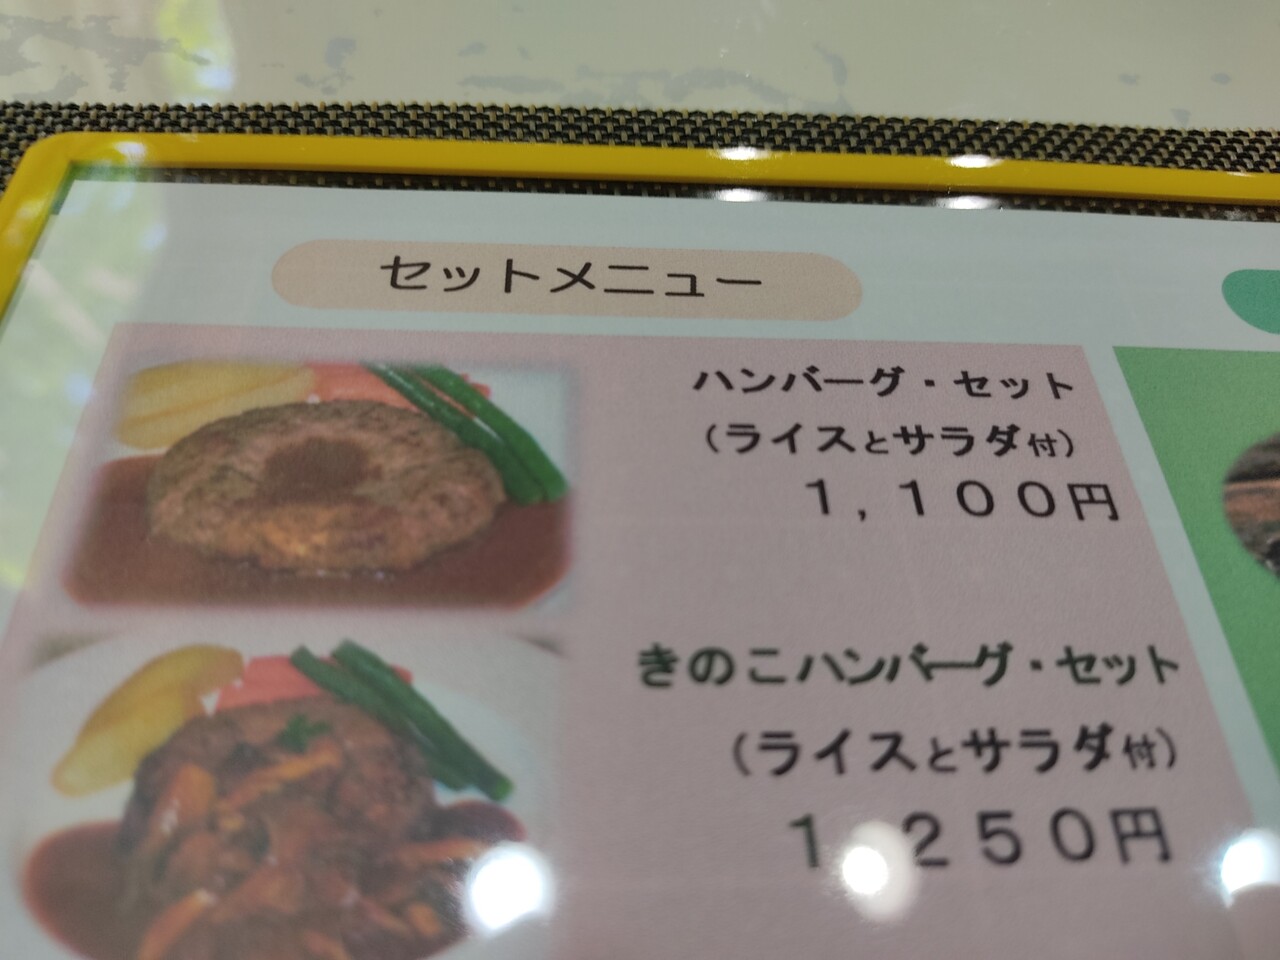 セットメニュー
ハンバーグ・セット
(ライスとサラダ付)
1,100円
きのこハンバーグ・セット
(ライスとサラダ付)
1,250円